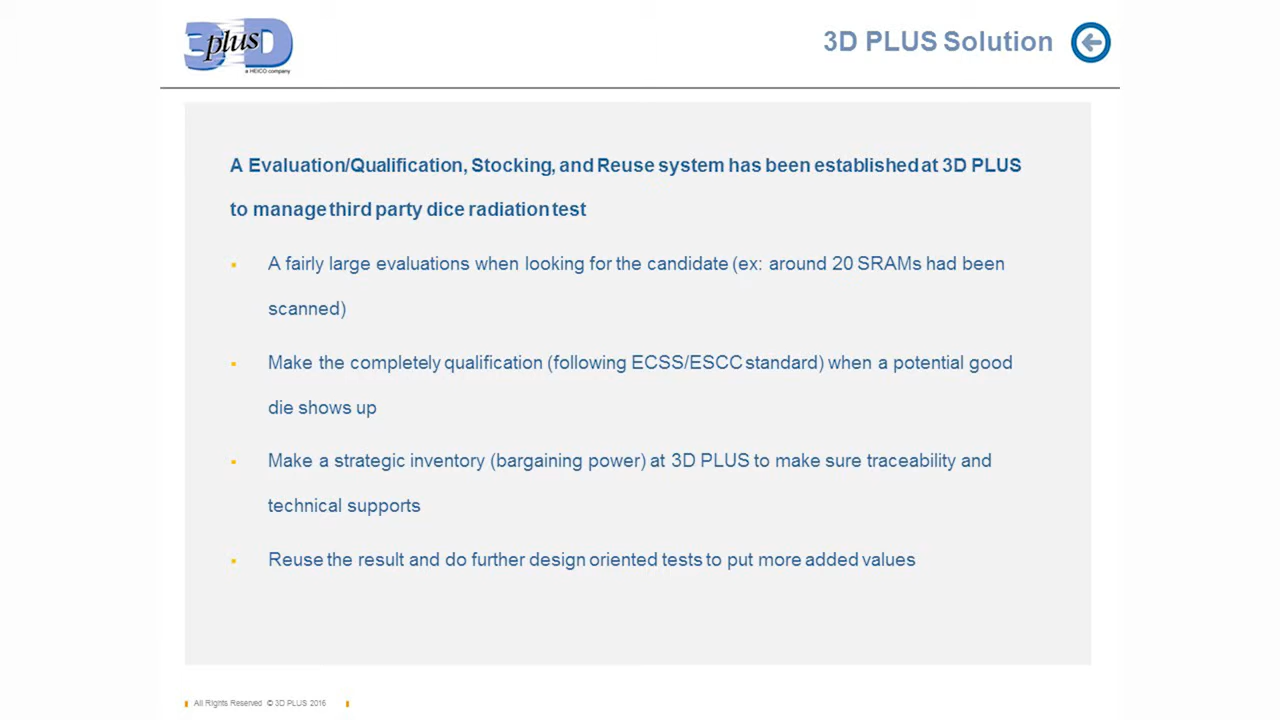 3D plus
a HEICO company
3D PLUS Solution
A Evaluation/Qualification, Stocking, and Reuse system has been established at 3D PLUS
to manage third party dice radiation test
▪ A fairly large evaluations when looking for the candidate (ex: around 20 SRAMs had been
scanned)
▪ Make the completely qualification (following ECSS/ESCC standard) when a potential good
die shows up
▪ Make a strategic inventory (bargaining power) at 3D PLUS to make sure traceability and
technical supports
▪ Reuse the result and do further design oriented tests to put more added values
All Rights Reserved © 3D PLUS 2016